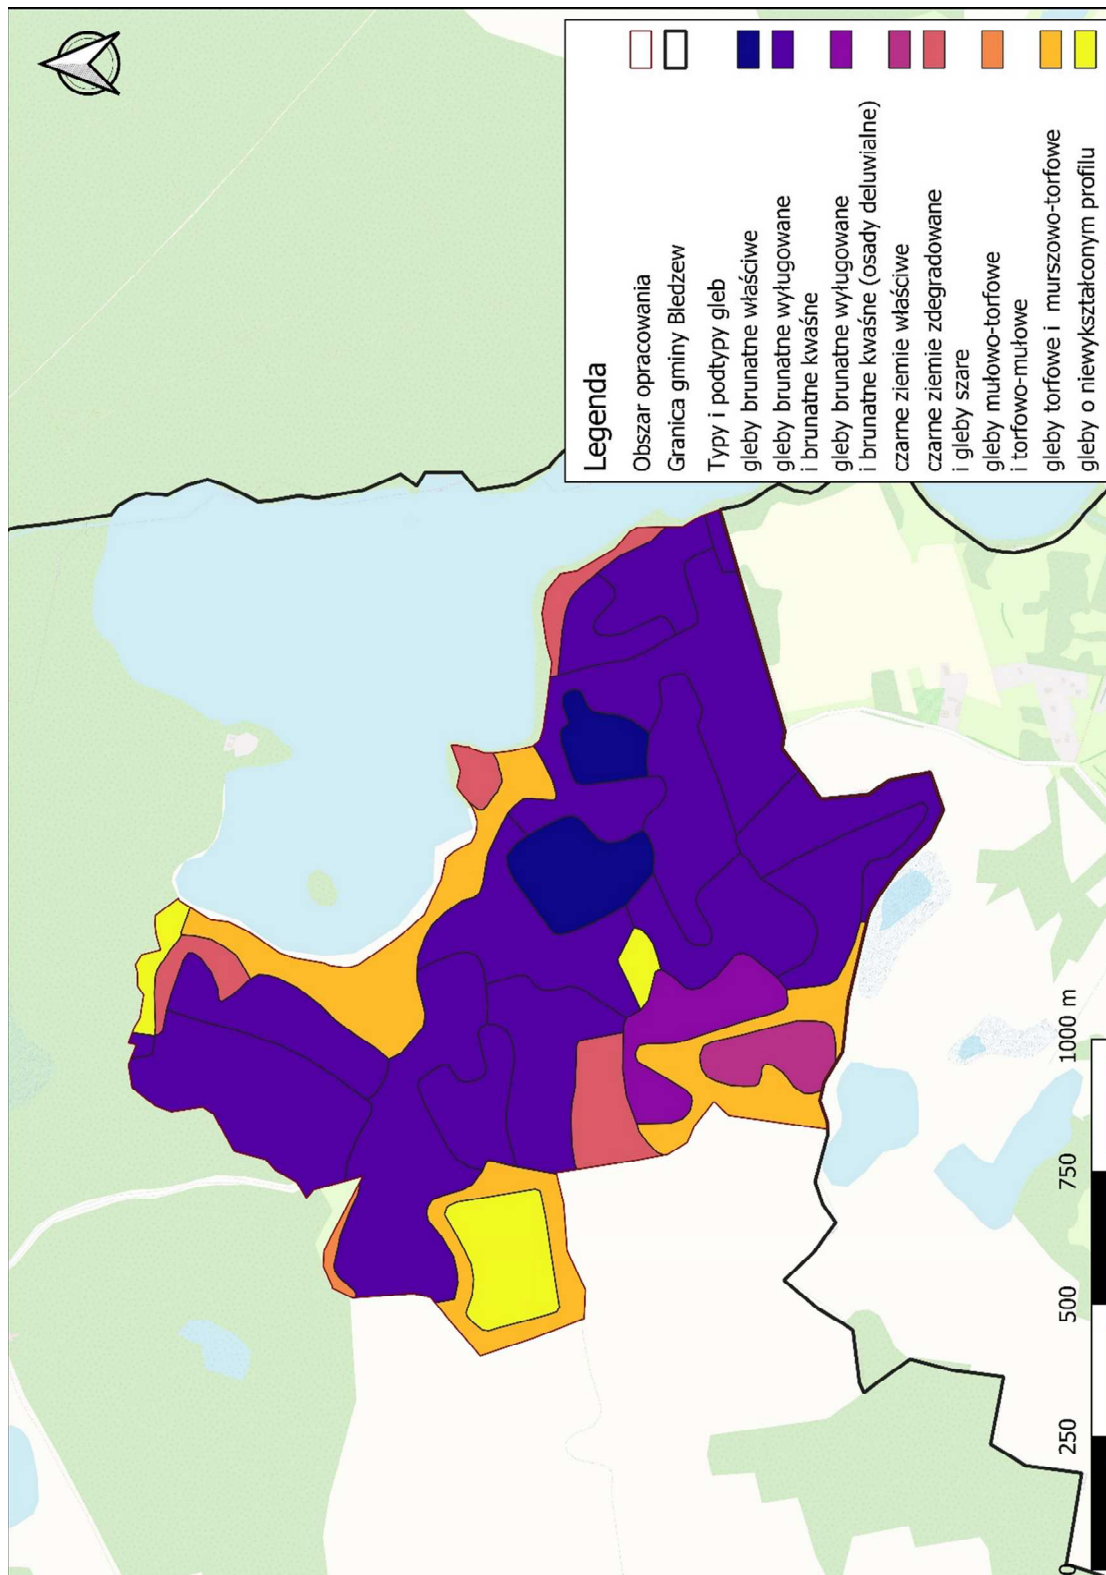 Legenda
Obszar opracowania
Granica gminy Bledzew
Typy i podtypy gleb
gleby brunatne właściwe
gleby brunatne wyługowane
i brunatne kwaśne
gleby brunatne wyługowane
i brunatne kwaśne (osady deluwialne)
czarne ziemie właściwe
czarne ziemie zdegradowane
i gleby szare
gleby mułowo-torfowe
i torfowo-mułowe
gleby torfowe i murszowo-torfowe
gleby o niewykształconym profilu
0 250 500 750 1000 m